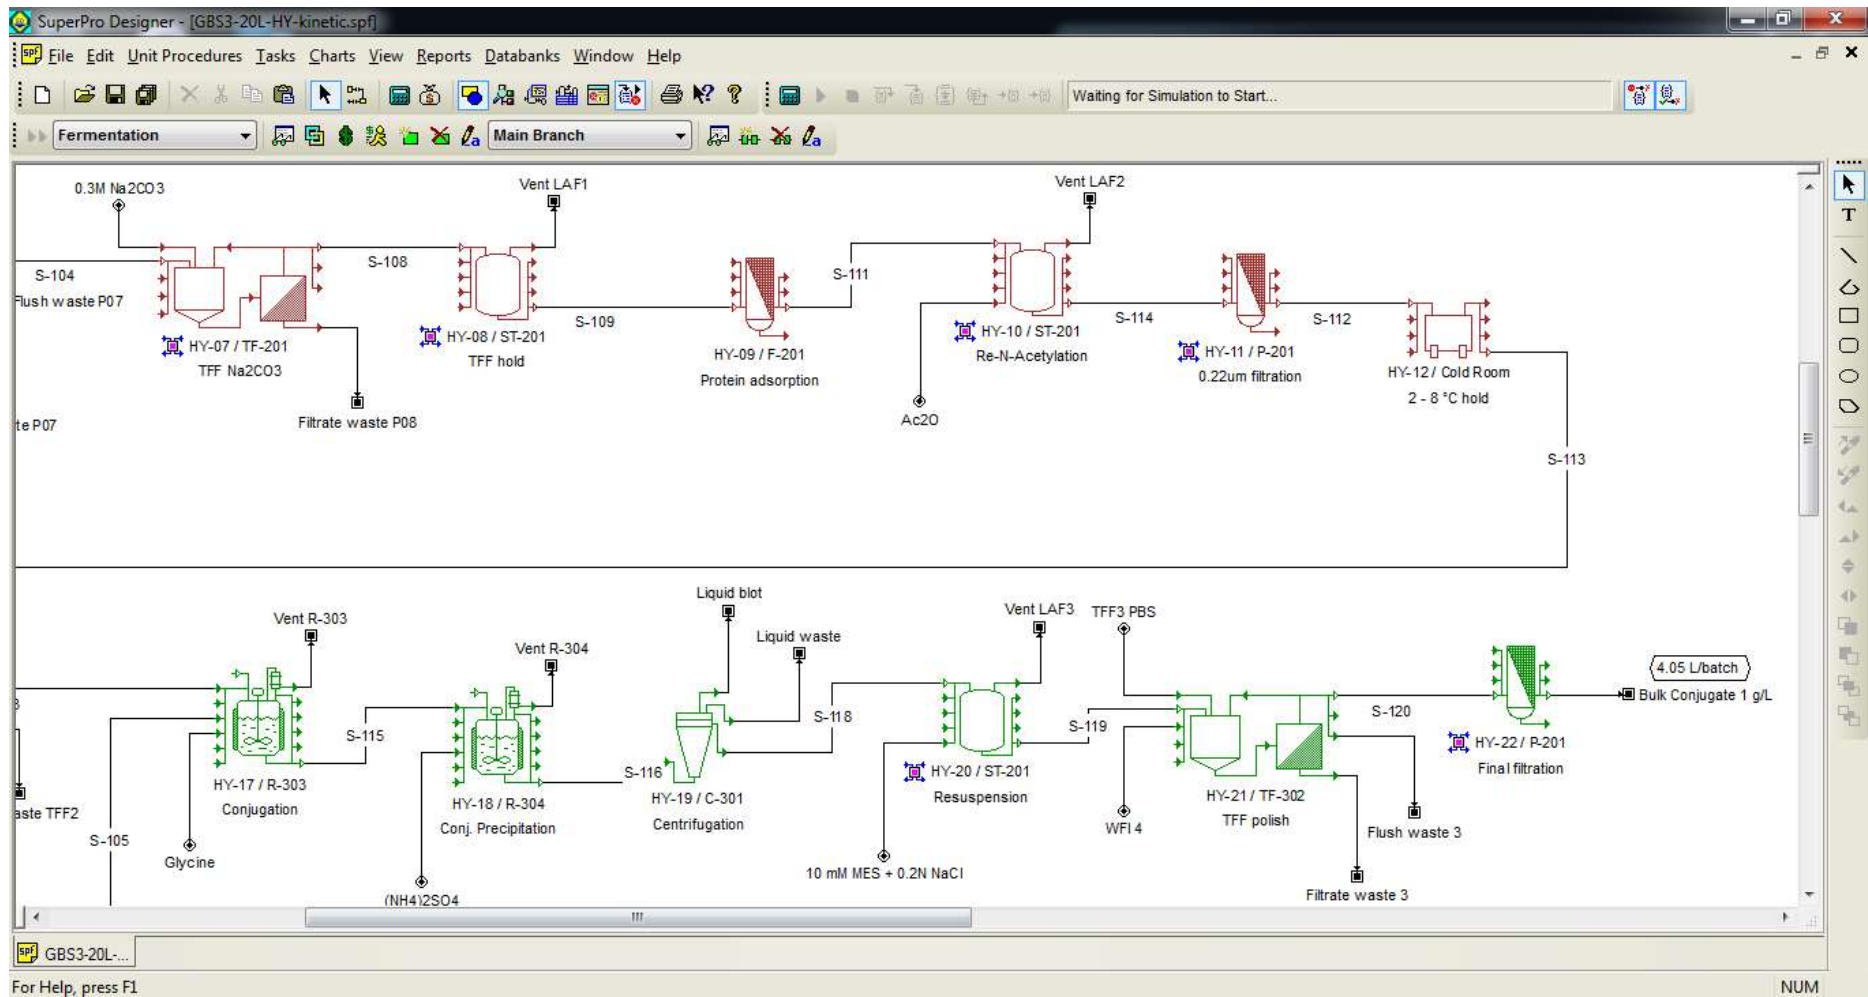 SuperPro Designer - [GBS3-20L-HY-kinetic.spf]
File Edit Unit Procedures Tasks Charts View Reports Databanks Window Help
Waiting for Simulation to Start...
Fermentation
Main Branch
0.3M Na2CO3
Vent LAF1
Vent LAF2
S-104
S-108
S-111
Flush waste P07
S-109
S-114
S-112
HY-07 / TF-201
TFF Na2CO3
HY-08 / ST-201
TFF hold
HY-09 / F-201
Protein adsorption
HY-10 / ST-201
Re-N-Acetylation
HY-11 / P-201
0.22um filtration
HY-12 / Cold Room
2 - 8 °C hold
te P07
Filtrate waste P08
Ac2O
S-113
Liquid blot
Vent R-303
Vent LAF3
TFF3 PBS
Liquid waste
Vent R-304
4.05 L/batch
Bulk Conjugate 1 g/L
S-115
S-118
S-119
S-120
S-116
HY-17 / R-303
Conjugation
HY-18 / R-304
Conj. Precipitation
HY-19 / C-301
Centrifugation
HY-20 / ST-201
Resuspension
HY-21 / TF-302
TFF polish
HY-22 / P-201
Final filtration
aste TFF2
S-105
Glycine
WFI 4
Flush waste 3
10 mM MES + 0.2N NaCl
(NH4)2SO4
Filtrate waste 3
GBS3-20L-...
For Help, press F1
NUM